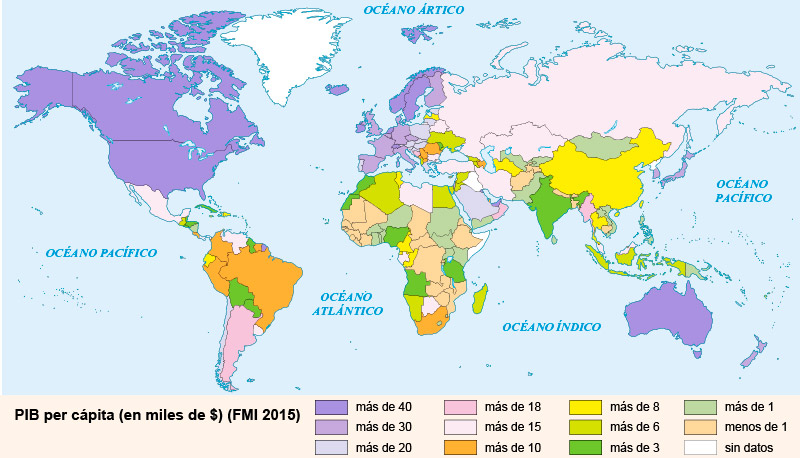 OCÉANO ÁRTICO
OCÉANO
PACÍFICO
OCÉANO PACÍFICO
OCÉANO
ATLÁNTICO
OCÉANO ÍNDICO
PIB per cápita (en miles de $) (FMI 2015)
más de 40
más de 30
más de 20
más de 18
más de 15
más de 10
más de 8
más de 6
más de 3
más de 1
menos de 1
sin datos